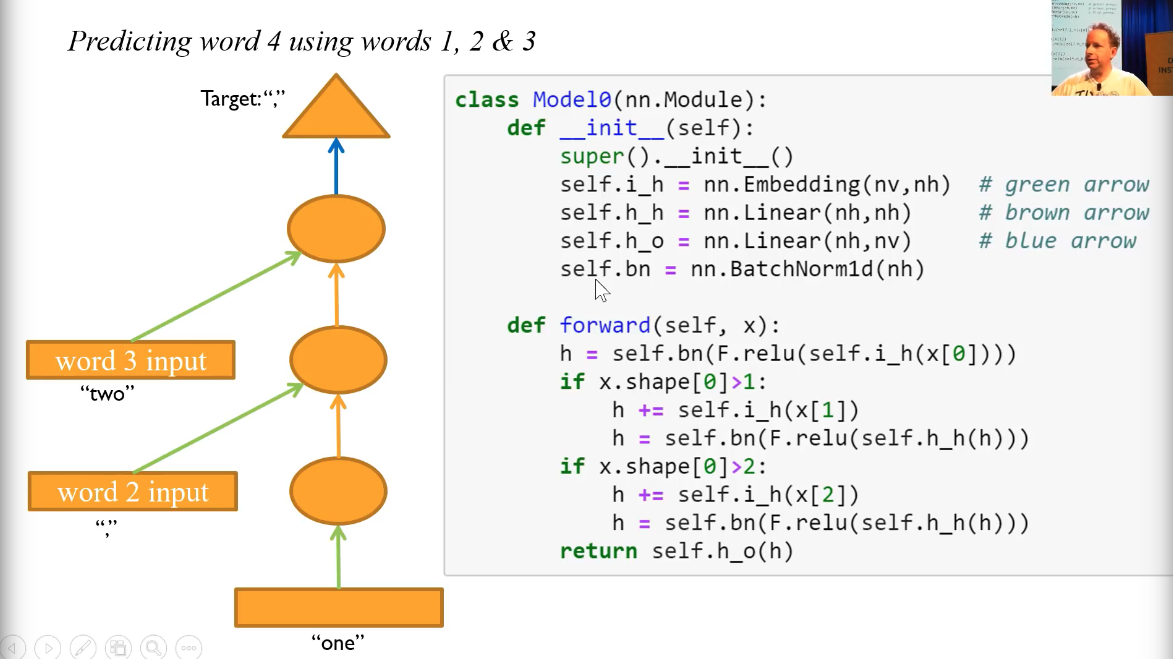 Predicting word 4 using words 1, 2 & 3
Target:“,”
word 3 input
“two”
word 2 input
“,”
“one”
class Model0(nn.Module):
    def __init__(self):
        super().__init__()
        self.i_h = nn.Embedding(nv,nh)  # green arrow
        self.h_h = nn.Linear(nh,nh)     # brown arrow
        self.h_o = nn.Linear(nh,nv)     # blue arrow
        self.bn = nn.BatchNorm1d(nh)
    def forward(self, x):
        h = self.bn(F.relu(self.i_h(x[0])))
        if x.shape[0]>1:
            h += self.i_h(x[1])
            h = self.bn(F.relu(self.h_h(h)))
        if x.shape[0]>2:
            h += self.i_h(x[2])
            h = self.bn(F.relu(self.h_h(h)))
        return self.h_o(h)